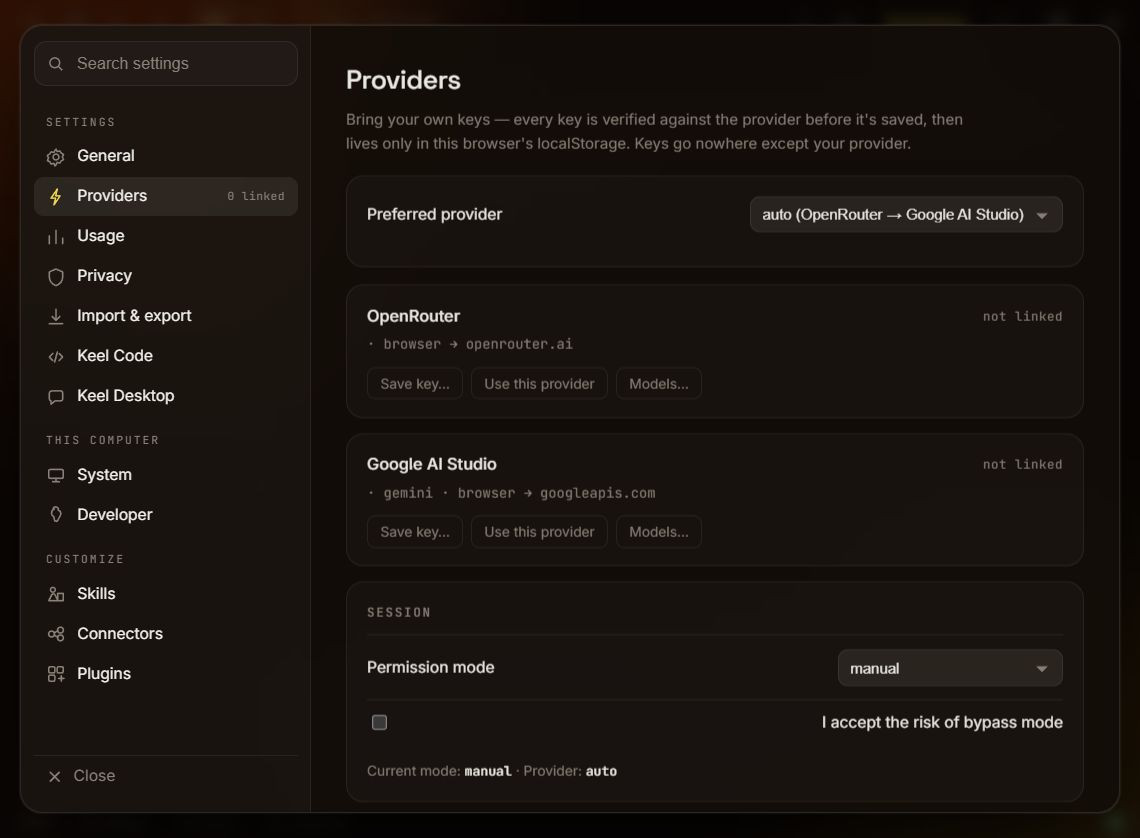 Search settings
SETTINGS
General
Providers 0 linked
Usage
Privacy
Import & export
Keel Code
Keel Desktop
THIS COMPUTER
System
Developer
CUSTOMIZE
Skills
Connectors
Plugins
Close
Providers
Bring your own keys — every key is verified against the provider before it's saved, then
lives only in this browser's localStorage. Keys go nowhere except your provider.
Preferred provider auto (OpenRouter → Google AI Studio)
OpenRouter not linked
· browser → openrouter.ai
Save key... Use this provider Models...
Google AI Studio not linked
· gemini · browser → googleapis.com
Save key... Use this provider Models...
SESSION
Permission mode manual
I accept the risk of bypass mode
Current mode: manual · Provider: auto